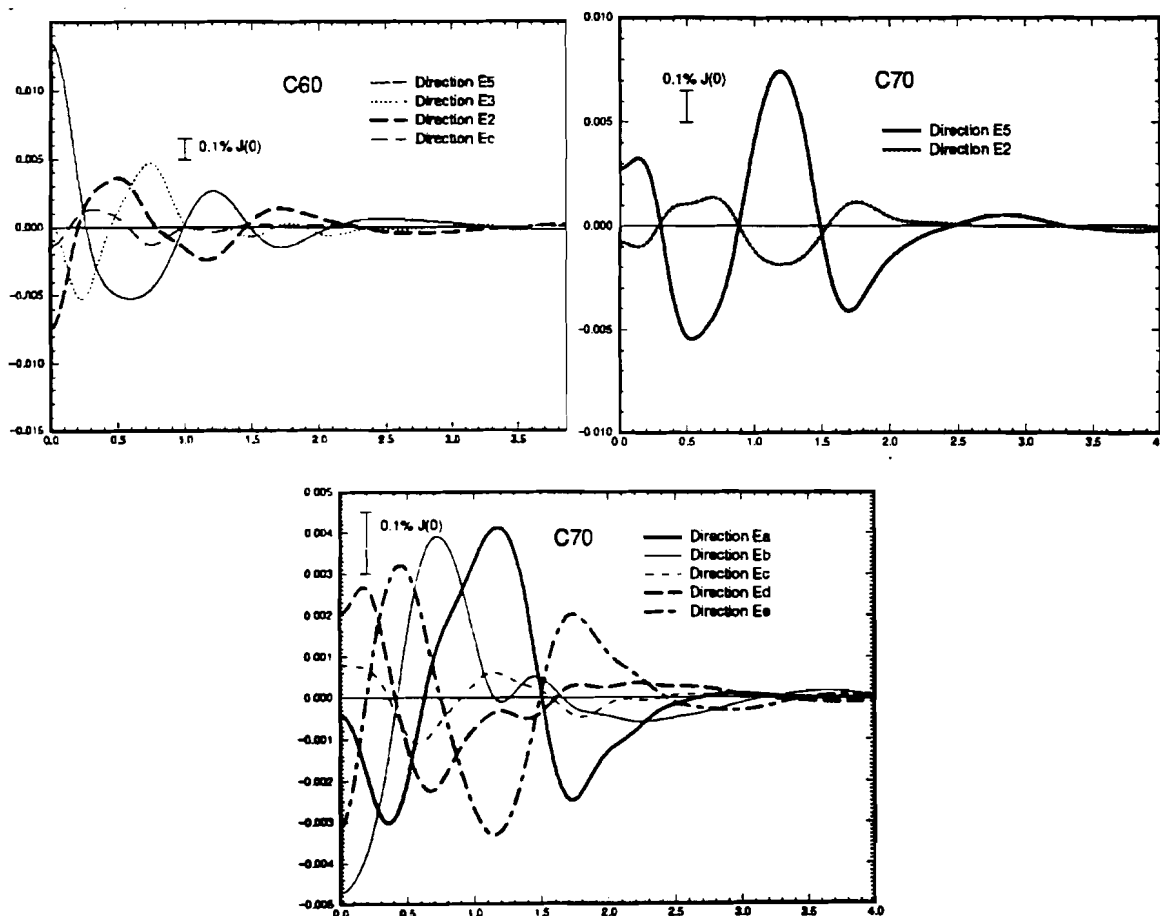 C60
Direction E5
Direction E3
Direction E2
Direction Ec
0.1% J(0)
0.010
0.005
0.000
−0.005
−0.010
−0.015
0.0 0.5 1.0 1.5 2.0 2.5 3.0 3.5
0.010
0.1% J(0)
C70
Direction E5
Direction E2
0.005
0.000
−0.005
−0.010
0.0 0.5 1.0 1.5 2.0 2.5 3.0 3.5 4.0
0.005
0.1% J(0)
C70
Direction Ea
Direction Eb
Direction Ec
Direction Ed
Direction Ee
0.004
0.003
0.002
0.001
0.000
−0.001
−0.002
−0.003
−0.004
−0.005
0.0 0.5 1.0 1.5 2.0 2.5 3.0 3.5 4.0